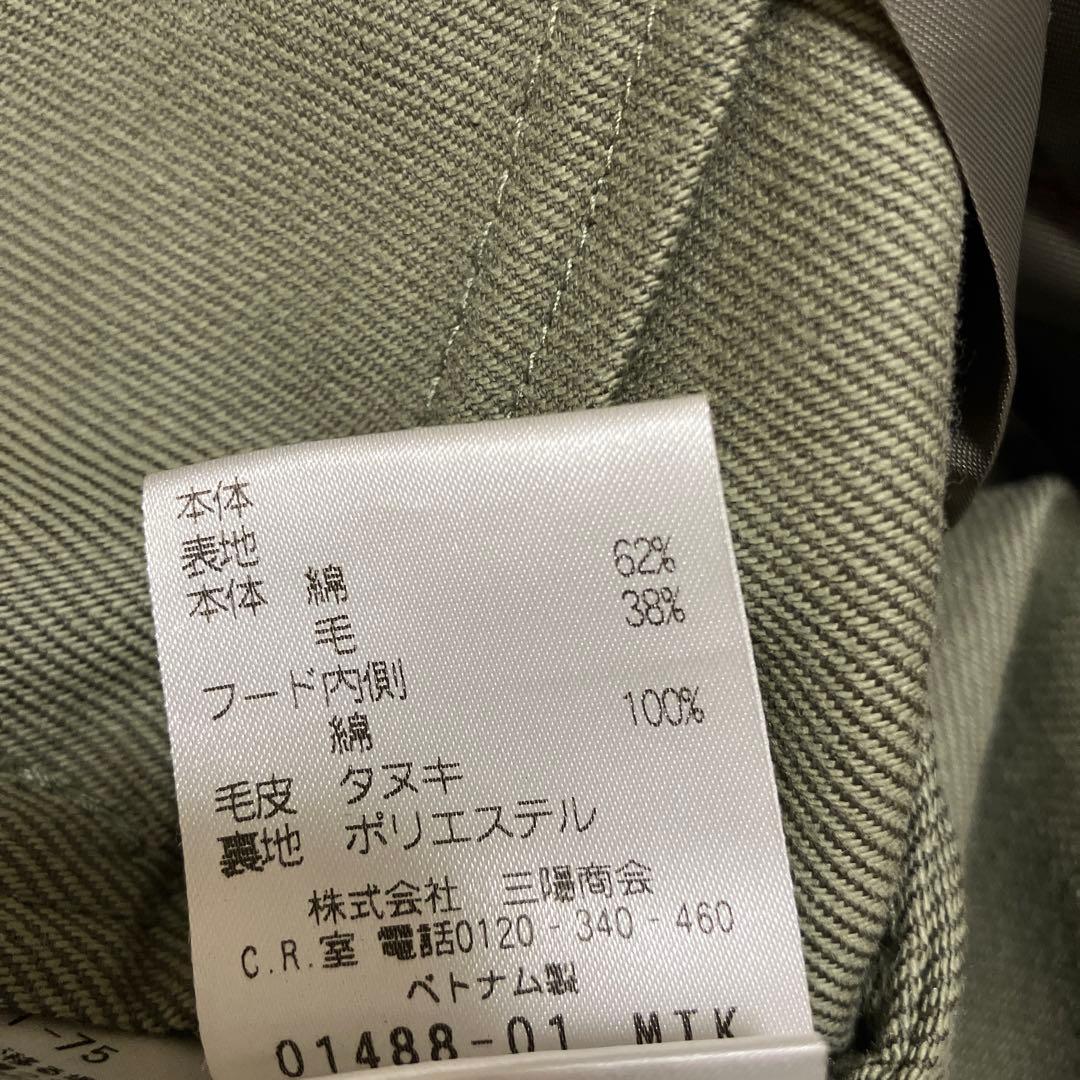 本体
表地
本体 綿 62%
毛 38%
フード内側
綿 100%
毛皮 タヌキ
裏地 ポリエステル
株式会社 三陽商会
C.R.室 電話0120-340-460
ベトナム製
01488-01 MTK
-75